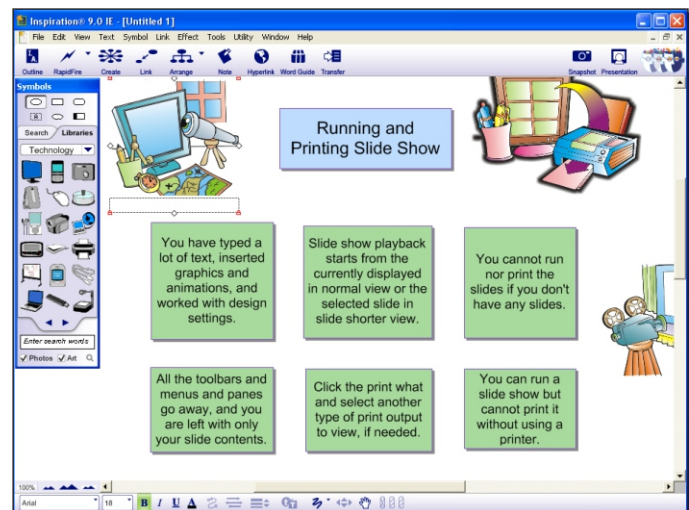 Inspiration® 9.0 IE - [Untitled 1]
File Edit View Text Symbol Link Effect Tools Utility Window Help
Outline RapidFire Create Link Arrange Note Hyperlink Word Guide Transfer Snapshot Presentation
Symbols
Search Libraries
Technology
Enter search words
Photos Art
Running and
Printing Slide Show
You have typed a
lot of text, inserted
graphics and
animations, and
worked with design
settings.
Slide show playback
starts from the
currently displayed
in normal view or the
selected slide in
slide shorter view.
You cannot run
nor print the
slides if you don't
have any slides.
All the toolbars and
menus and panes
go away, and you
are left with only
your slide contents.
Click the print what
and select another
type of print output
to view, if needed.
You can run a
slide show but
cannot print it
without using a
printer.
100%
Arial 18 B I U A